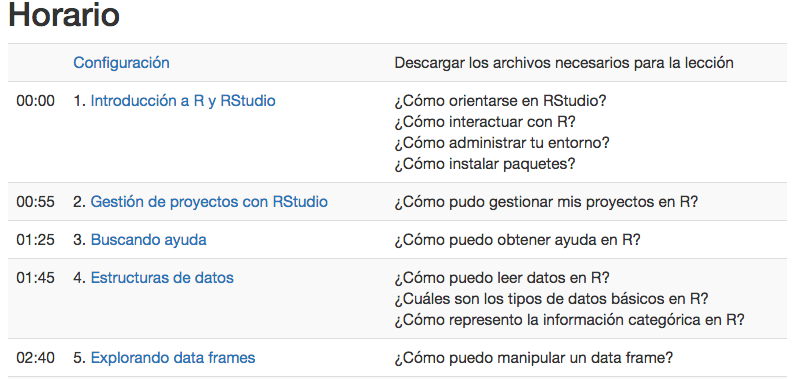 Horario
Configuración Descargar los archivos necesarios para la lección
00:00 1. Introducción a R y RStudio ¿Cómo orientarse en RStudio?
¿Cómo interactuar con R?
¿Cómo administrar tu entorno?
¿Cómo instalar paquetes?
00:55 2. Gestión de proyectos con RStudio ¿Cómo pudo gestionar mis proyectos en R?
01:25 3. Buscando ayuda ¿Cómo puedo obtener ayuda en R?
01:45 4. Estructuras de datos ¿Cómo puedo leer datos en R?
¿Cuáles son los tipos de datos básicos en R?
¿Cómo represento la información categórica en R?
02:40 5. Explorando data frames ¿Cómo puedo manipular un data frame?